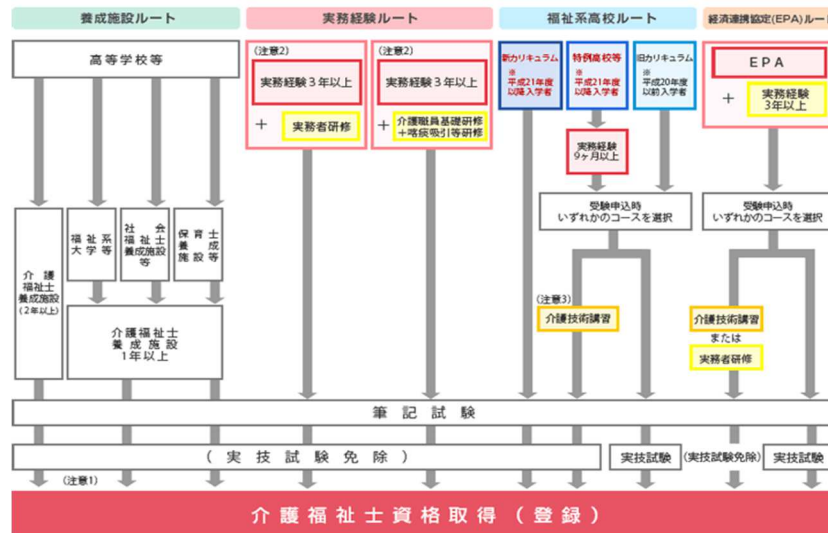 養成施設ルート
実務経験ルート
福祉系高校ルート
経済連携協定(EPA)ルー
高等学校等
(注意2)
実務経験3年以上
+
実務者研修
(注意2)
実務経験3年以上
+
介護職員基礎研修
+喀痰吸引等研修
新カリキュラム
※
平成21年度
以降入学者
特例高校等
※
平成21年度
以降入学者
旧カリキュラム
※
平成20年度
以前入学者
EPA
+
実務経験
3年以上
実務経験
9ヶ月以上
受験申込時
いずれかのコースを選択
受験申込時
いずれかのコースを選択
介護
福祉士
養成施設
(2年以上)
福祉系
大学等
社会
福祉士
養成施設
等
保育士
養成
施設等
介護福祉士
養成施設
1年以上
(注意3)
介護技術講習
介護技術講習
または
実務者研修
筆記試験
(実技試験免除)
実技試験
(実技試験免除)
実技試験
(注意1)
介護福祉士資格取得(登録)